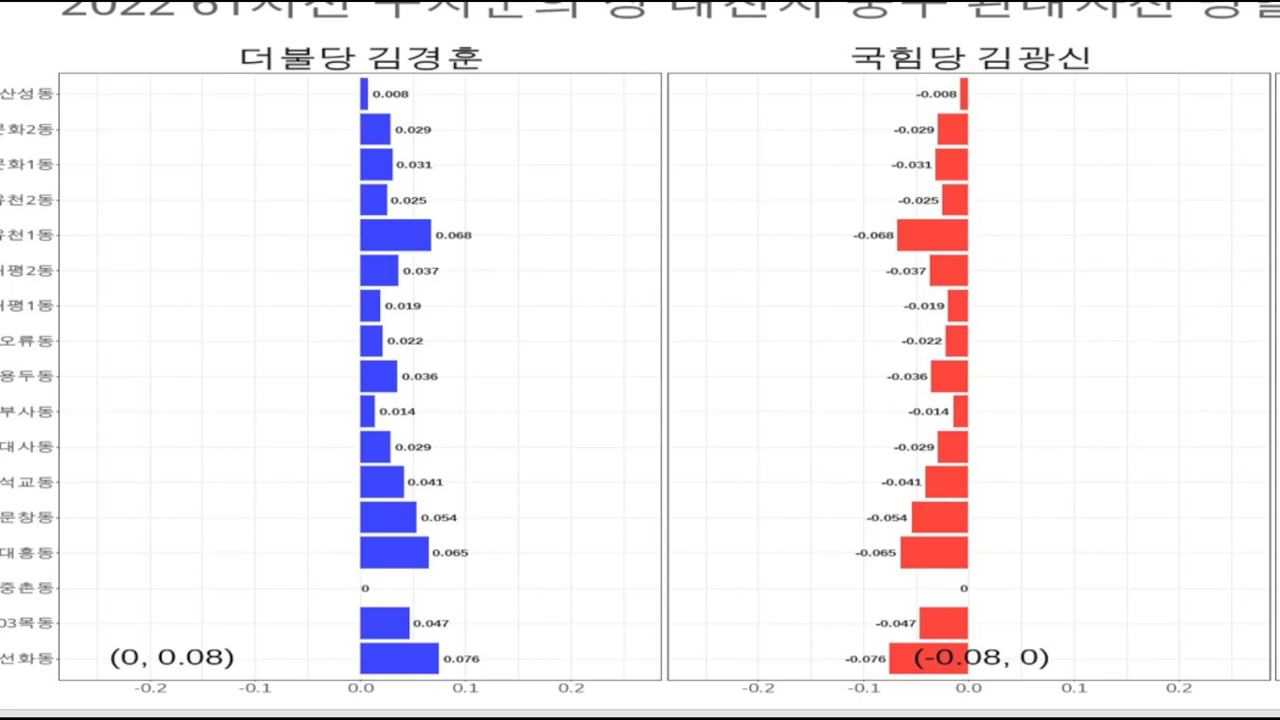 더불당 김경훈
국힘당 김광신
산성동 0.008 -0.008
화2동 0.029 -0.029
화1동 0.031 -0.031
천2동 0.025 -0.025
천1동 0.068 -0.068
평2동 0.037 -0.037
평1동 0.019 -0.019
오류동 0.022 -0.022
용두동 0.036 -0.036
부사동 0.014 -0.014
대사동 0.029 -0.029
석교동 0.041 -0.041
문창동 0.054 -0.054
대흥동 0.065 -0.065
중촌동 0 0
03목동 0.047 -0.047
선화동 (0, 0.08) 0.076 -0.076 (-0.08, 0)
-0.2 -0.1 0.0 0.1 0.2 -0.2 -0.1 0.0 0.1 0.2